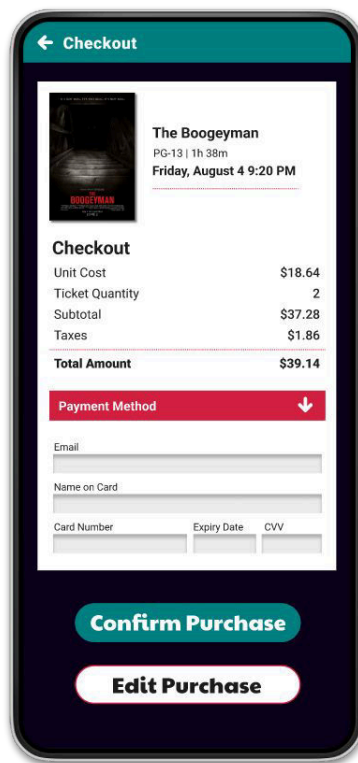 Checkout
The Boogeyman
PG-13 | 1h 38m
Friday, August 4 9:20 PM
THE
BOOGEYMAN
Checkout
Unit Cost $18.64
Ticket Quantity 2
Subtotal $37.28
Taxes $1.86
Total Amount $39.14
Payment Method
Email
Name on Card
Card Number Expiry Date CVV
Confirm Purchase
Edit Purchase